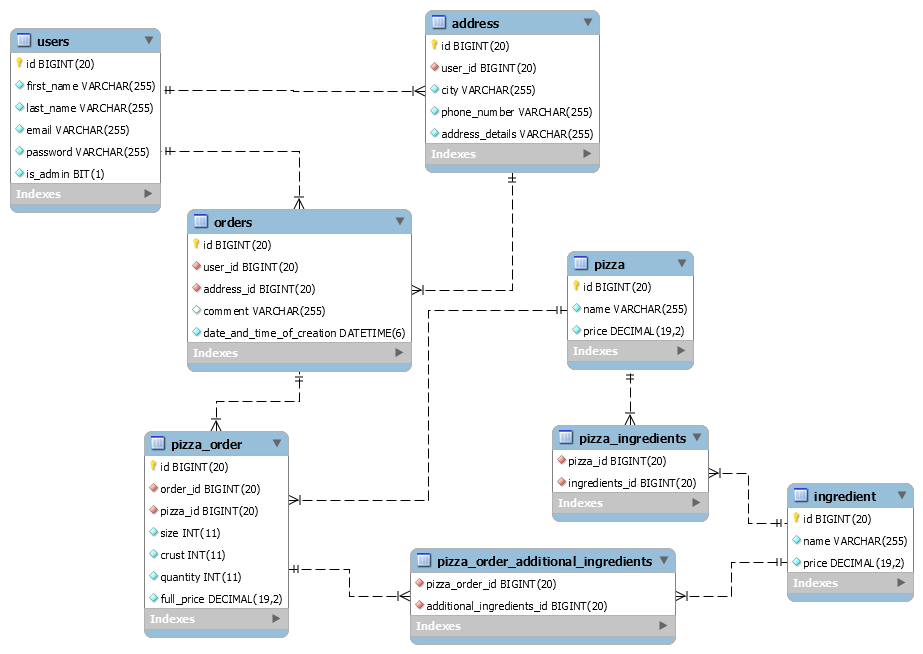 users
id BIGINT(20)
first_name VARCHAR(255)
last_name VARCHAR(255)
email VARCHAR(255)
password VARCHAR(255)
is_admin BIT(1)
Indexes
address
id BIGINT(20)
user_id BIGINT(20)
city VARCHAR(255)
phone_number VARCHAR(255)
address_details VARCHAR(255)
Indexes
orders
id BIGINT(20)
user_id BIGINT(20)
address_id BIGINT(20)
comment VARCHAR(255)
date_and_time_of_creation DATETIME(6)
Indexes
pizza
id BIGINT(20)
name VARCHAR(255)
price DECIMAL(19,2)
Indexes
pizza_order
id BIGINT(20)
order_id BIGINT(20)
pizza_id BIGINT(20)
size INT(11)
crust INT(11)
quantity INT(11)
full_price DECIMAL(19,2)
Indexes
pizza_ingredients
pizza_id BIGINT(20)
ingredients_id BIGINT(20)
Indexes
ingredient
id BIGINT(20)
name VARCHAR(255)
price DECIMAL(19,2)
Indexes
pizza_order_additional_ingredients
pizza_order_id BIGINT(20)
additional_ingredients_id BIGINT(20)
Indexes